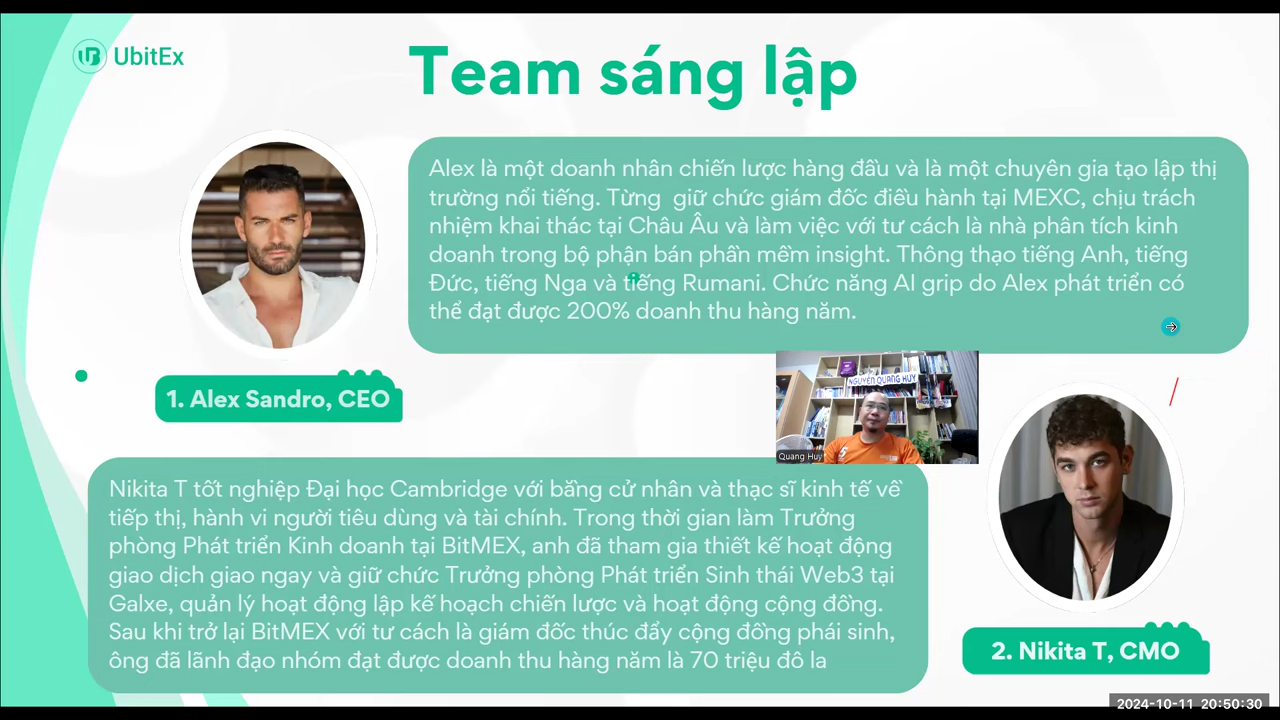 UbitEx
Team sáng lập
Alex là một doanh nhân chiến lược hàng đầu và là một chuyên gia tạo lập thị
trường nổi tiếng. Từng giữ chức giám đốc điều hành tại MEXC, chịu trách
nhiệm khai thác tại Châu Âu và làm việc với tư cách là nhà phân tích kinh
doanh trong bộ phận bán phần mềm insight. Thông thạo tiếng Anh, tiếng
Đức, tiếng Nga và tiếng Rumani. Chức năng AI grip do Alex phát triển có
thể đạt được 200% doanh thu hàng năm.
1. Alex Sandro, CEO
NGUYỄN QUANG HUY
Quang Huy
Nikita T tốt nghiệp Đại học Cambridge với bằng cử nhân và thạc sĩ kinh tế về
tiếp thị, hành vi người tiêu dùng và tài chính. Trong thời gian làm Trưởng
phòng Phát triển Kinh doanh tại BitMEX, anh đã tham gia thiết kế hoạt động
giao dịch giao ngay và giữ chức Trưởng phòng Phát triển Sinh thái Web3 tại
Galxe, quản lý hoạt động lập kế hoạch chiến lược và hoạt động cộng đồng.
Sau khi trở lại BitMEX với tư cách là giám đốc thúc đẩy cộng đồng phái sinh,
ông đã lãnh đạo nhóm đạt được doanh thu hàng năm là 70 triệu đô la
2. Nikita T, CMO
2024-10-11 20:50:30